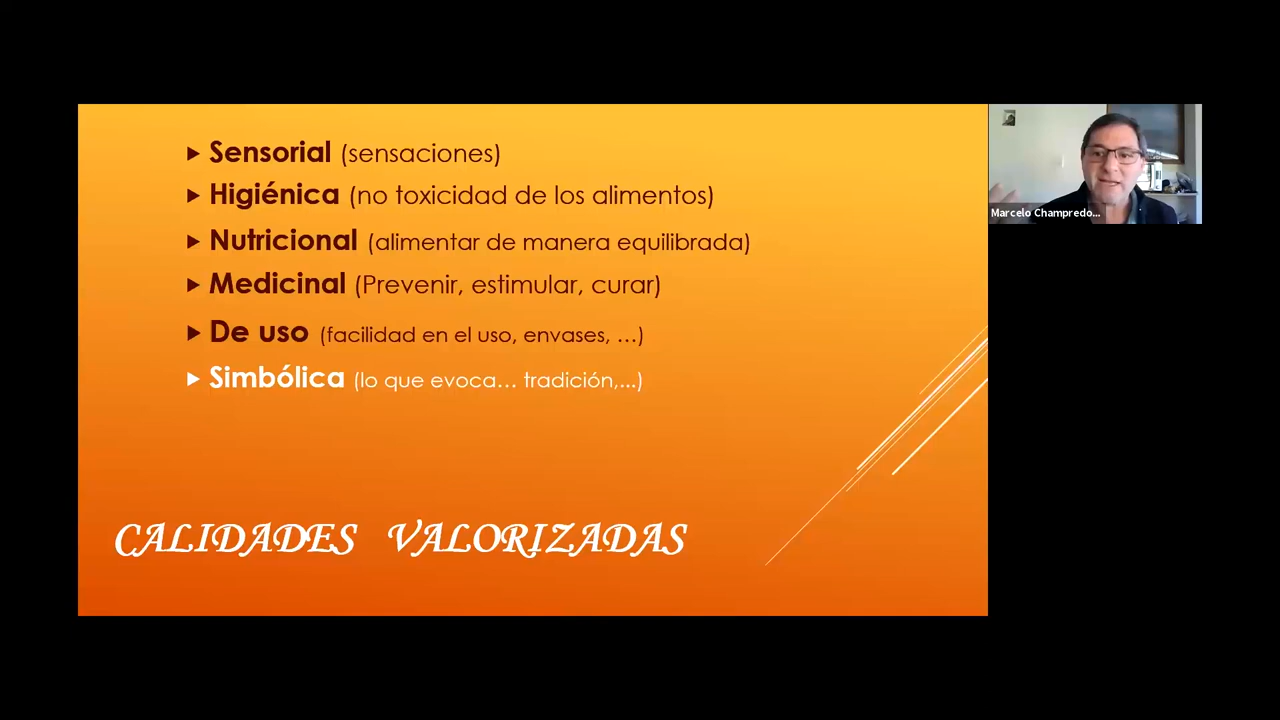 Sensorial (sensaciones)
Higiénica (no toxicidad de los alimentos)
Nutricional (alimentar de manera equilibrada)
Medicinal (Prevenir, estimular, curar)
De uso (facilidad en el uso, envases, ...)
Simbólica (lo que evoca... tradición,...)
CALIDADES VALORIZADAS
Marcelo Champredo...